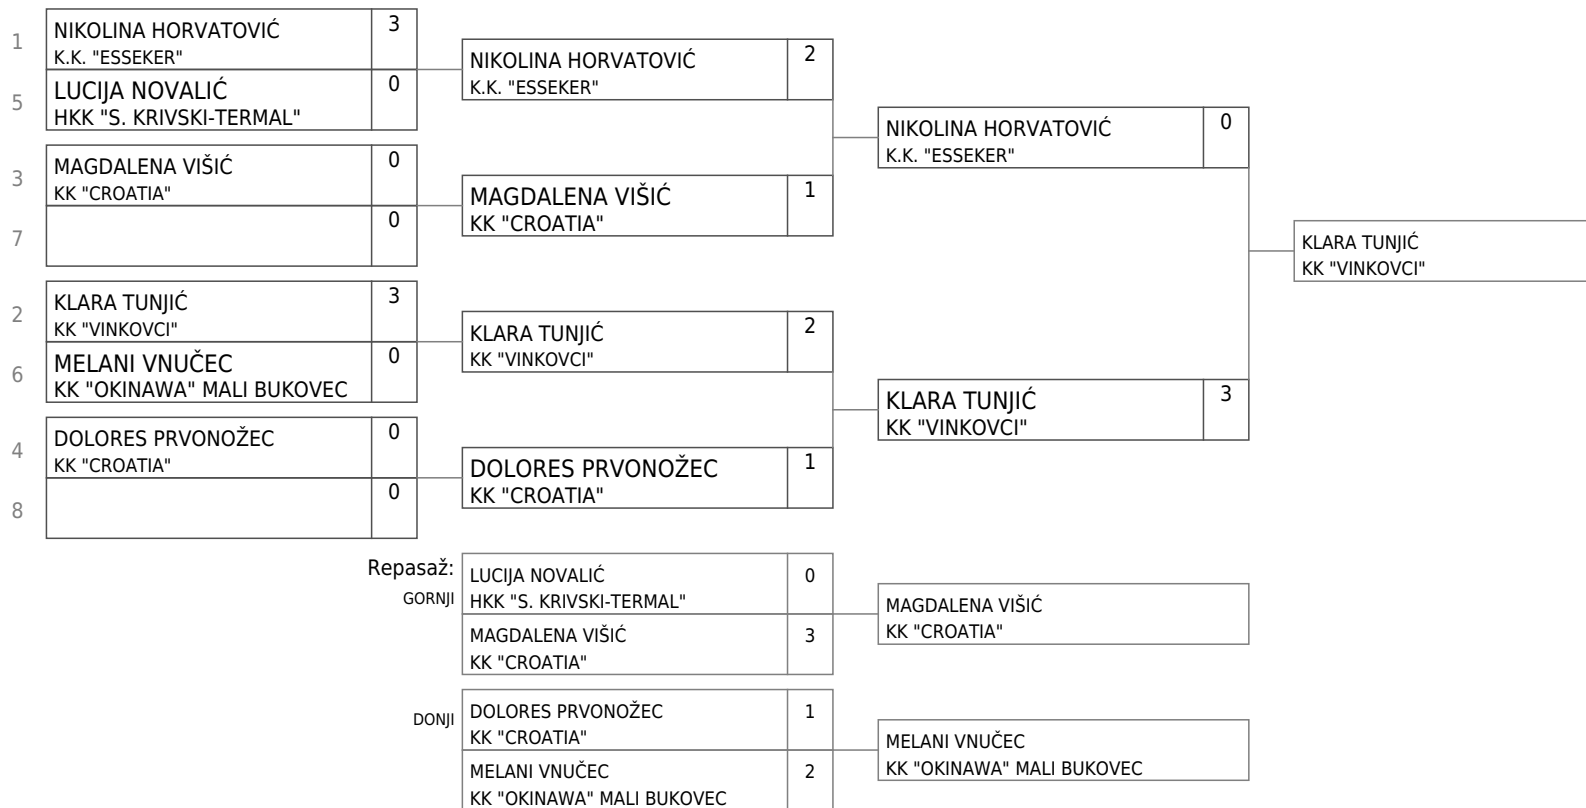 1
NIKOLINA HORVATOVIĆ
K.K. "ESSEKER"
3
5
LUCIJA NOVALIĆ
HKK "S. KRIVSKI-TERMAL"
0
3
MAGDALENA VIŠIĆ
KK "CROATIA"
0
7
0
2
KLARA TUNJIĆ
KK "VINKOVCI"
3
6
MELANI VNUČEC
KK "OKINAWA" MALI BUKOVEC
0
4
DOLORES PRVONOŽEC
KK "CROATIA"
0
8
0
NIKOLINA HORVATOVIĆ
K.K. "ESSEKER"
2
MAGDALENA VIŠIĆ
KK "CROATIA"
1
KLARA TUNJIĆ
KK "VINKOVCI"
2
DOLORES PRVONOŽEC
KK "CROATIA"
1
NIKOLINA HORVATOVIĆ
K.K. "ESSEKER"
0
KLARA TUNJIĆ
KK "VINKOVCI"
3
KLARA TUNJIĆ
KK "VINKOVCI"
Repasaž:
GORNJI
LUCIJA NOVALIĆ
HKK "S. KRIVSKI-TERMAL"
0
MAGDALENA VIŠIĆ
KK "CROATIA"
3
MAGDALENA VIŠIĆ
KK "CROATIA"
DONJI
DOLORES PRVONOŽEC
KK "CROATIA"
1
MELANI VNUČEC
KK "OKINAWA" MALI BUKOVEC
2
MELANI VNUČEC
KK "OKINAWA" MALI BUKOVEC